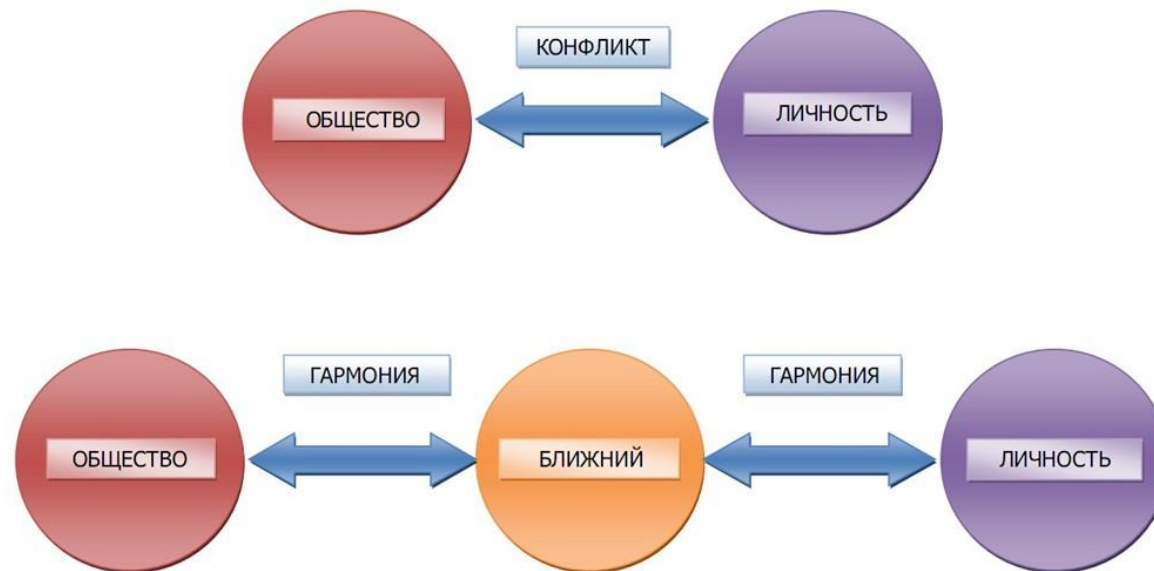 КОНФЛИКТ
ОБЩЕСТВО
ЛИЧНОСТЬ
ГАРМОНИЯ
ГАРМОНИЯ
ОБЩЕСТВО
БЛИЖНИЙ
ЛИЧНОСТЬ